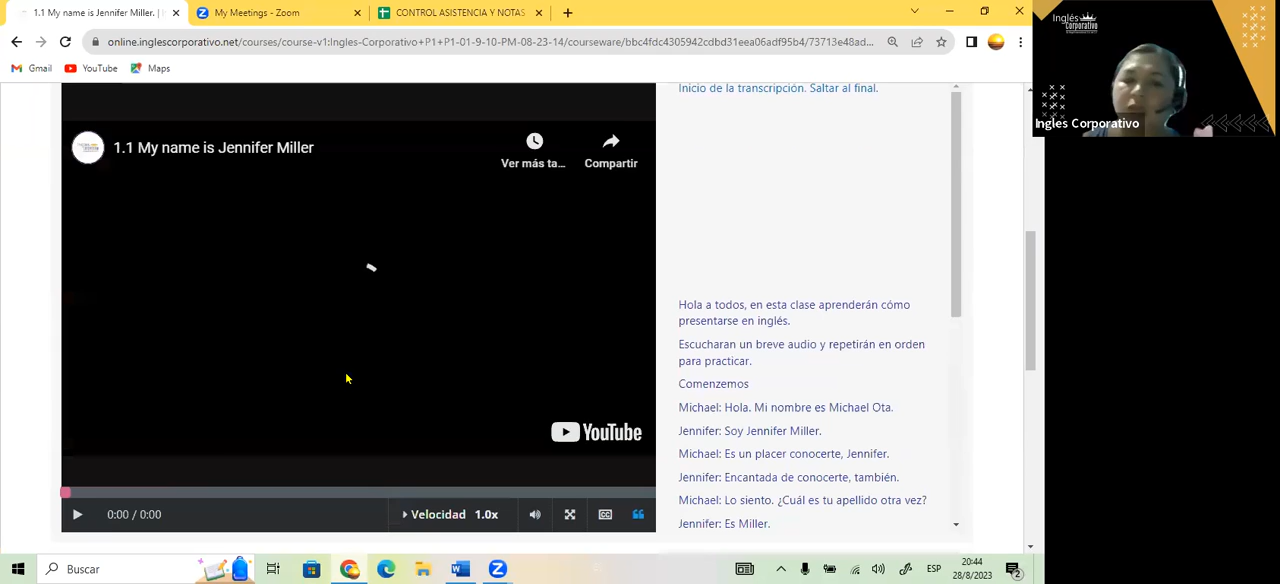 1.1 My name is Jennifer Miller. |
My Meetings - Zoom
CONTROL ASISTENCIA Y NOTAS
online.inglescorporativo.net/courses/course-v1:Ingles-Corporativo+P1+P1-01-9-10-PM-08-23-14/courseware/bbc4fdc4305942cdbd31eea06adf95b4/73713e48ad...
Gmail
YouTube
Maps
Inglés
Corporativo
Ingles Corporativo
1.1 My name is Jennifer Miller
Ver más ta...
Compartir
YouTube
0:00 / 0:00
Velocidad 1.0x
Inicio de la transcripción. Saltar al final.
Hola a todos, en esta clase aprenderán cómo
presentarse en inglés.
Escucharan un breve audio y repetirán en orden
para practicar.
Comenzemos
Michael: Hola. Mi nombre es Michael Ota.
Jennifer: Soy Jennifer Miller.
Michael: Es un placer conocerte, Jennifer.
Jennifer: Encantada de conocerte, también.
Michael: Lo siento. ¿Cuál es tu apellido otra vez?
Jennifer: Es Miller.
Buscar
ESP
20:44
28/8/2023
2